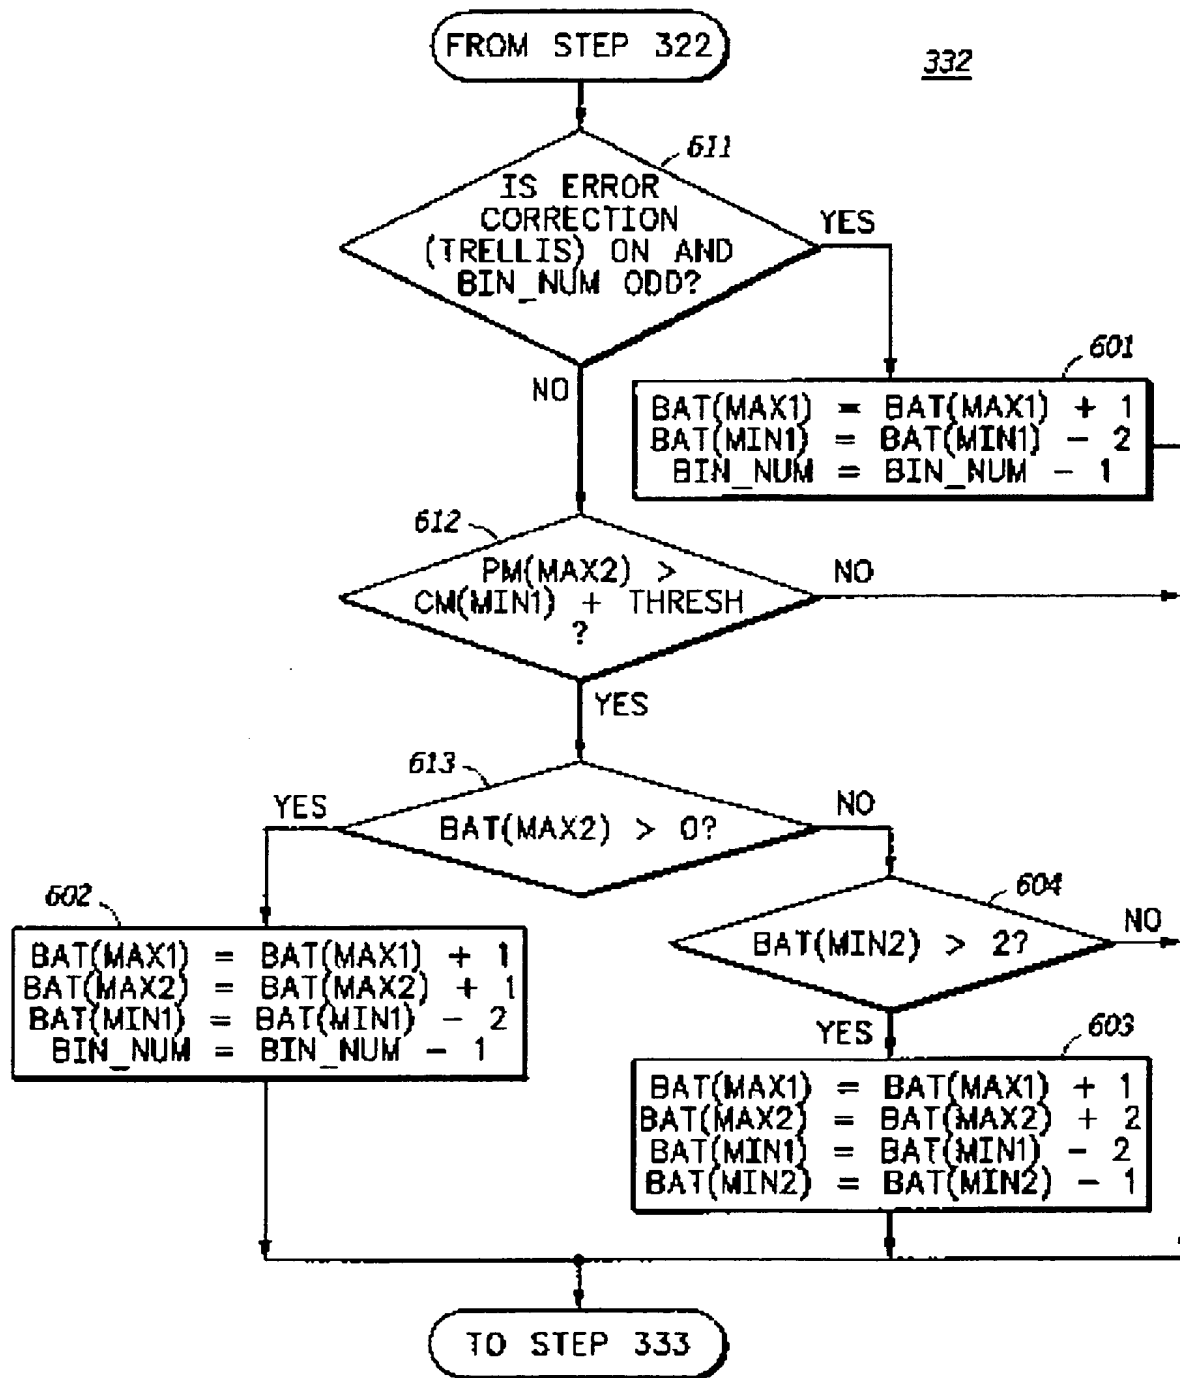 FROM STEP 322
332
611
IS ERROR
CORRECTION
(TRELLIS) ON AND
BIN_NUM ODD?
YES
NO
601
BAT(MAX1) = BAT(MAX1) + 1
BAT(MIN1) = BAT(MIN1) - 2
BIN_NUM = BIN_NUM - 1
612
PM(MAX2) >
CM(MIN1) + THRESH
?
NO
YES
613
BAT(MAX2) > 0?
YES
NO
604
BAT(MIN2) > 2?
NO
YES
602
BAT(MAX1) = BAT(MAX1) + 1
BAT(MAX2) = BAT(MAX2) + 1
BAT(MIN1) = BAT(MIN1) - 2
BIN_NUM = BIN_NUM - 1
603
BAT(MAX1) = BAT(MAX1) + 1
BAT(MAX2) = BAT(MAX2) + 2
BAT(MIN1) = BAT(MIN1) - 2
BAT(MIN2) = BAT(MIN2) - 1
TO STEP 333